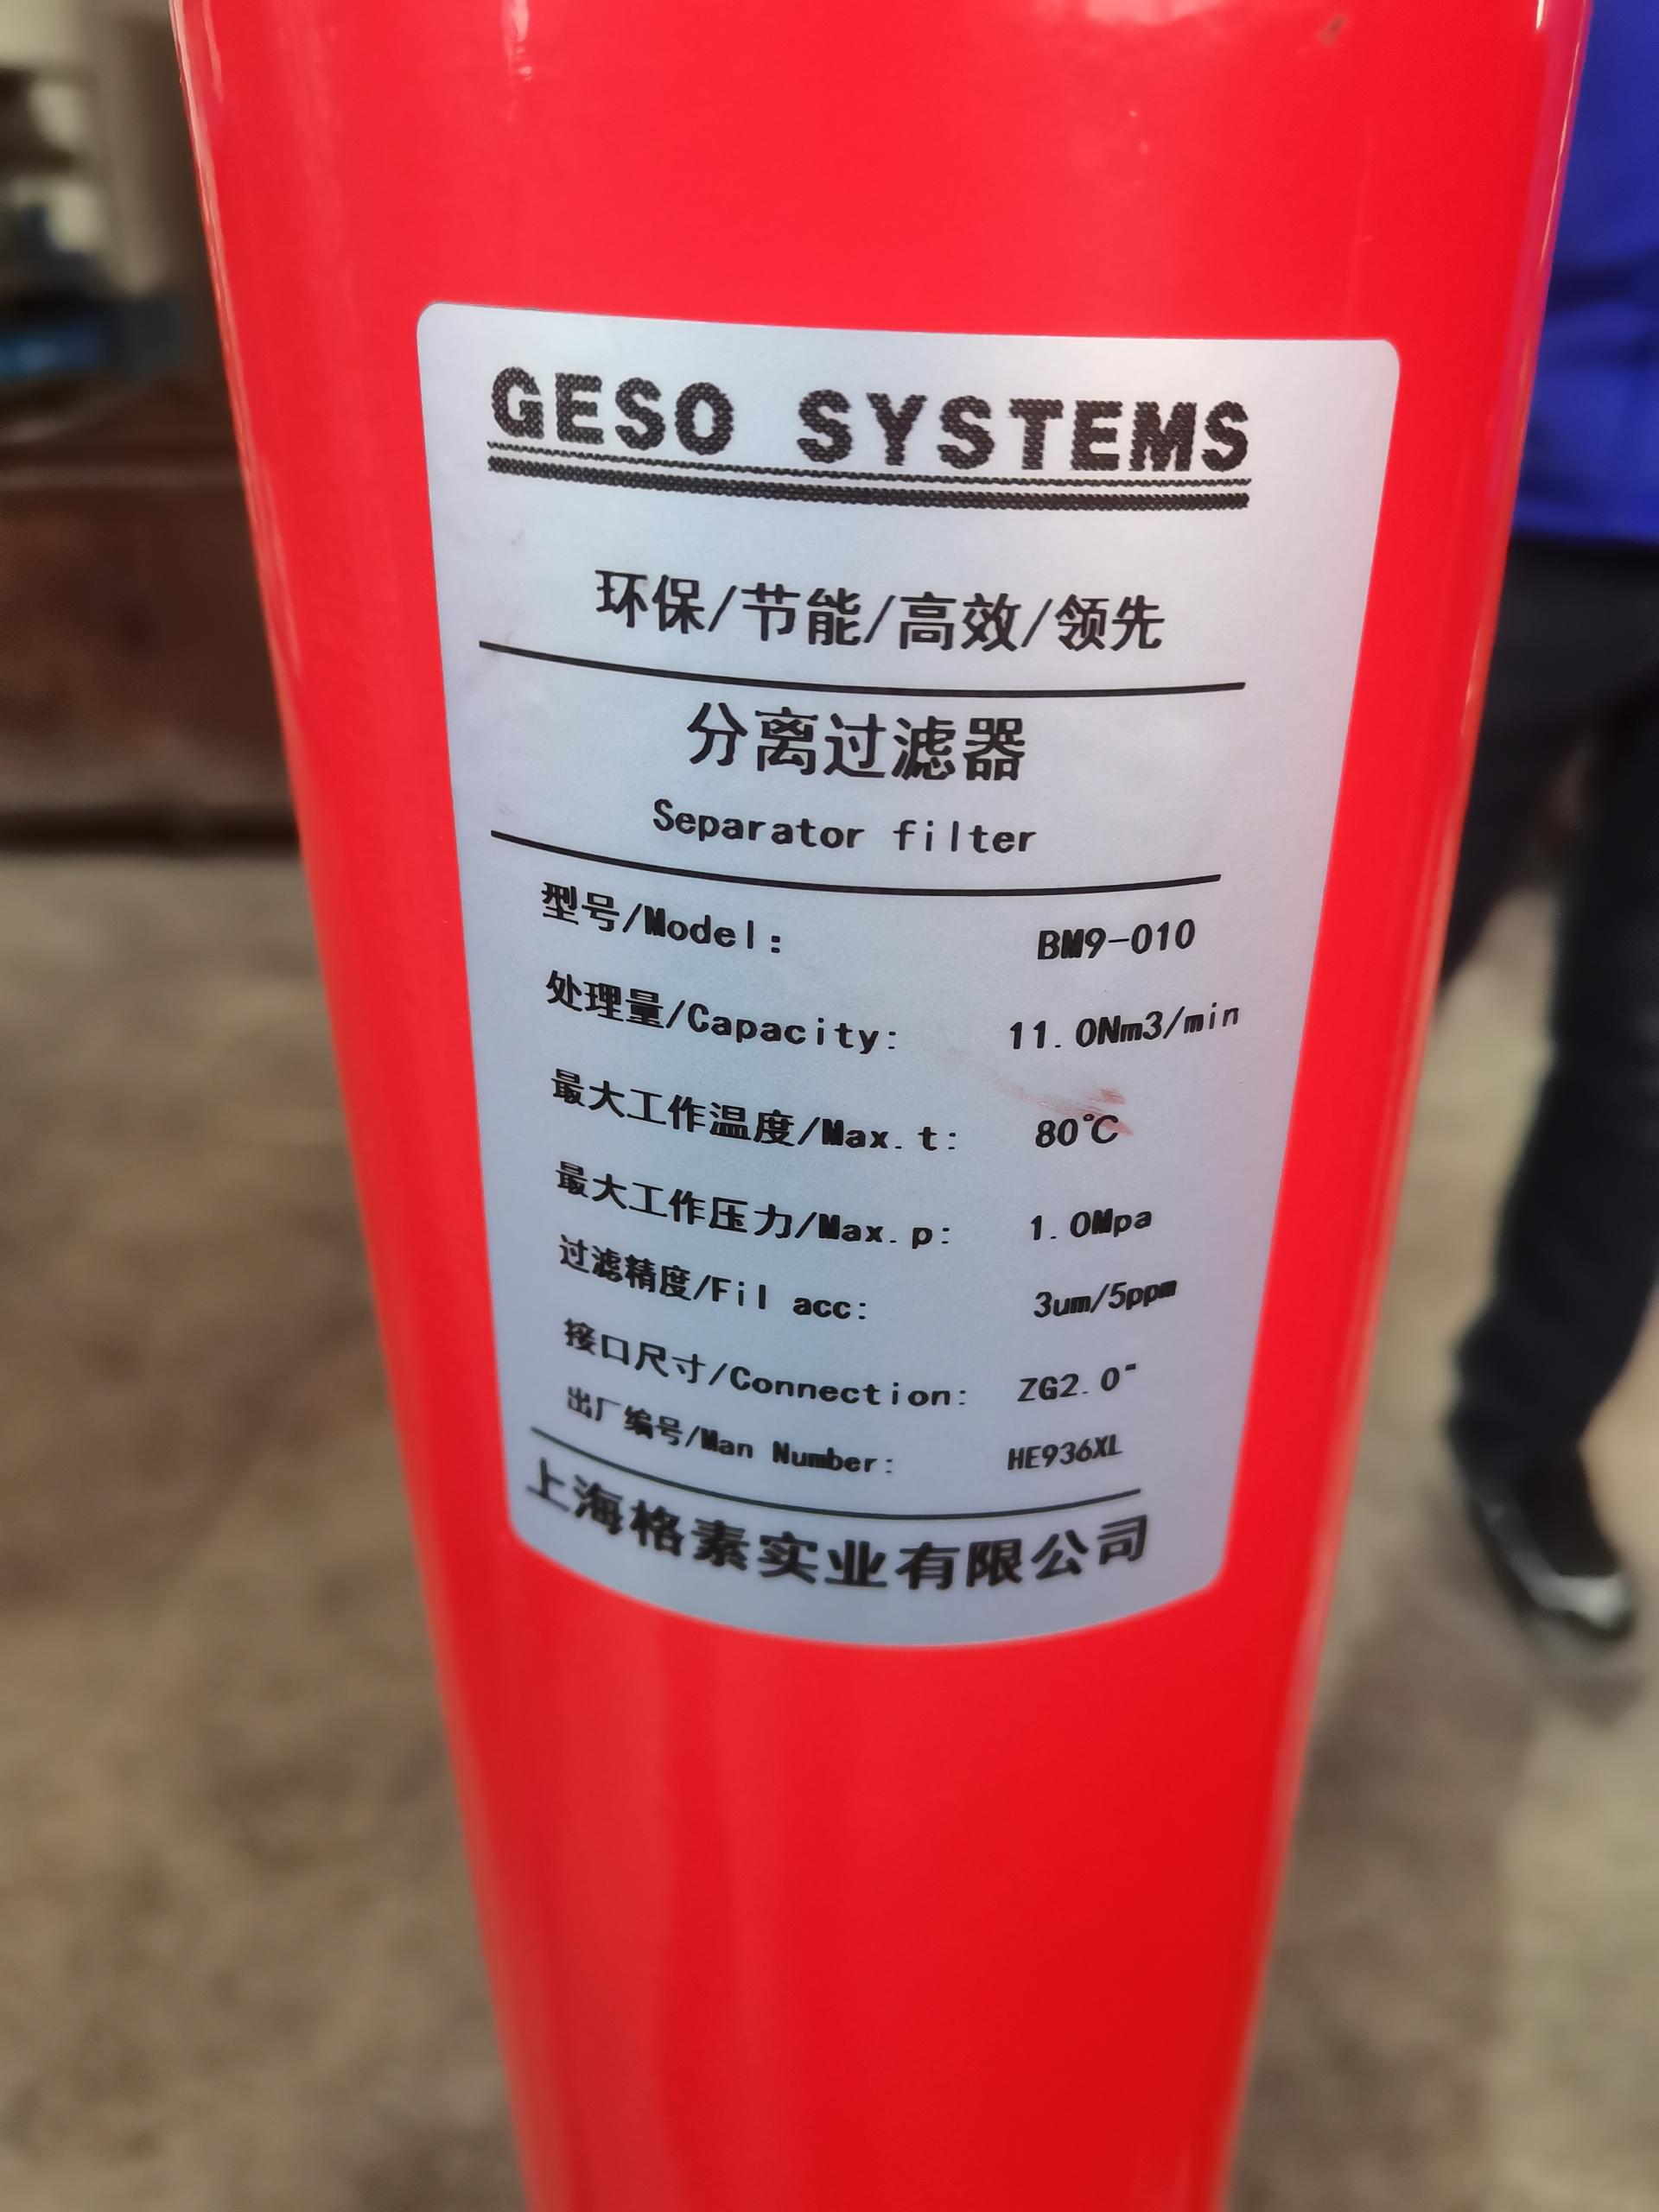 GESO SYSTEMS
环保/节能/高效/领先
分离过滤器
Separator filter
型号/Model: BM9-010
处理量/Capacity: 11.0Nm3/min
最大工作温度/Max.t: 80℃
最大工作压力/Max.p: 1.0Mpa
过滤精度/Fil acc: 3um/5ppm
接口尺寸/Connection: ZG2.0"
出厂编号/Man Number: HE936XL
上海格素实业有限公司